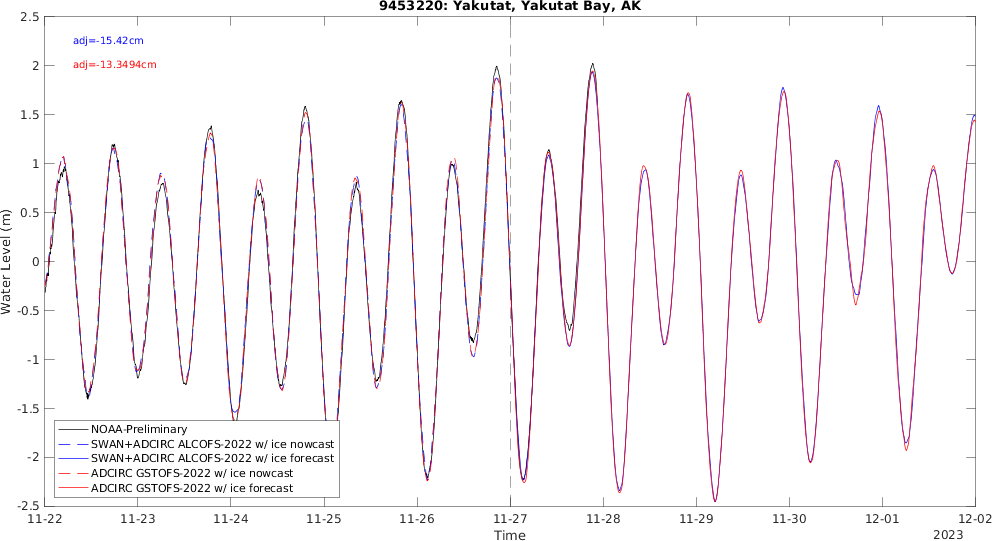 9453220: Yakutat, Yakutat Bay, AK
adj=-15.42cm
adj=-13.3494cm
2.5
2
1.5
1
0.5
0
-0.5
-1
-1.5
-2
-2.5
Water Level (m)
NOAA-Preliminary
SWAN+ADCIRC ALCOFS-2022 w/ ice nowcast
SWAN+ADCIRC ALCOFS-2022 w/ ice forecast
ADCIRC GSTOFS-2022 w/ ice nowcast
ADCIRC GSTOFS-2022 w/ ice forecast
11-22 11-23 11-24 11-25 11-26 11-27 11-28 11-29 11-30 12-01 12-02
Time
2023